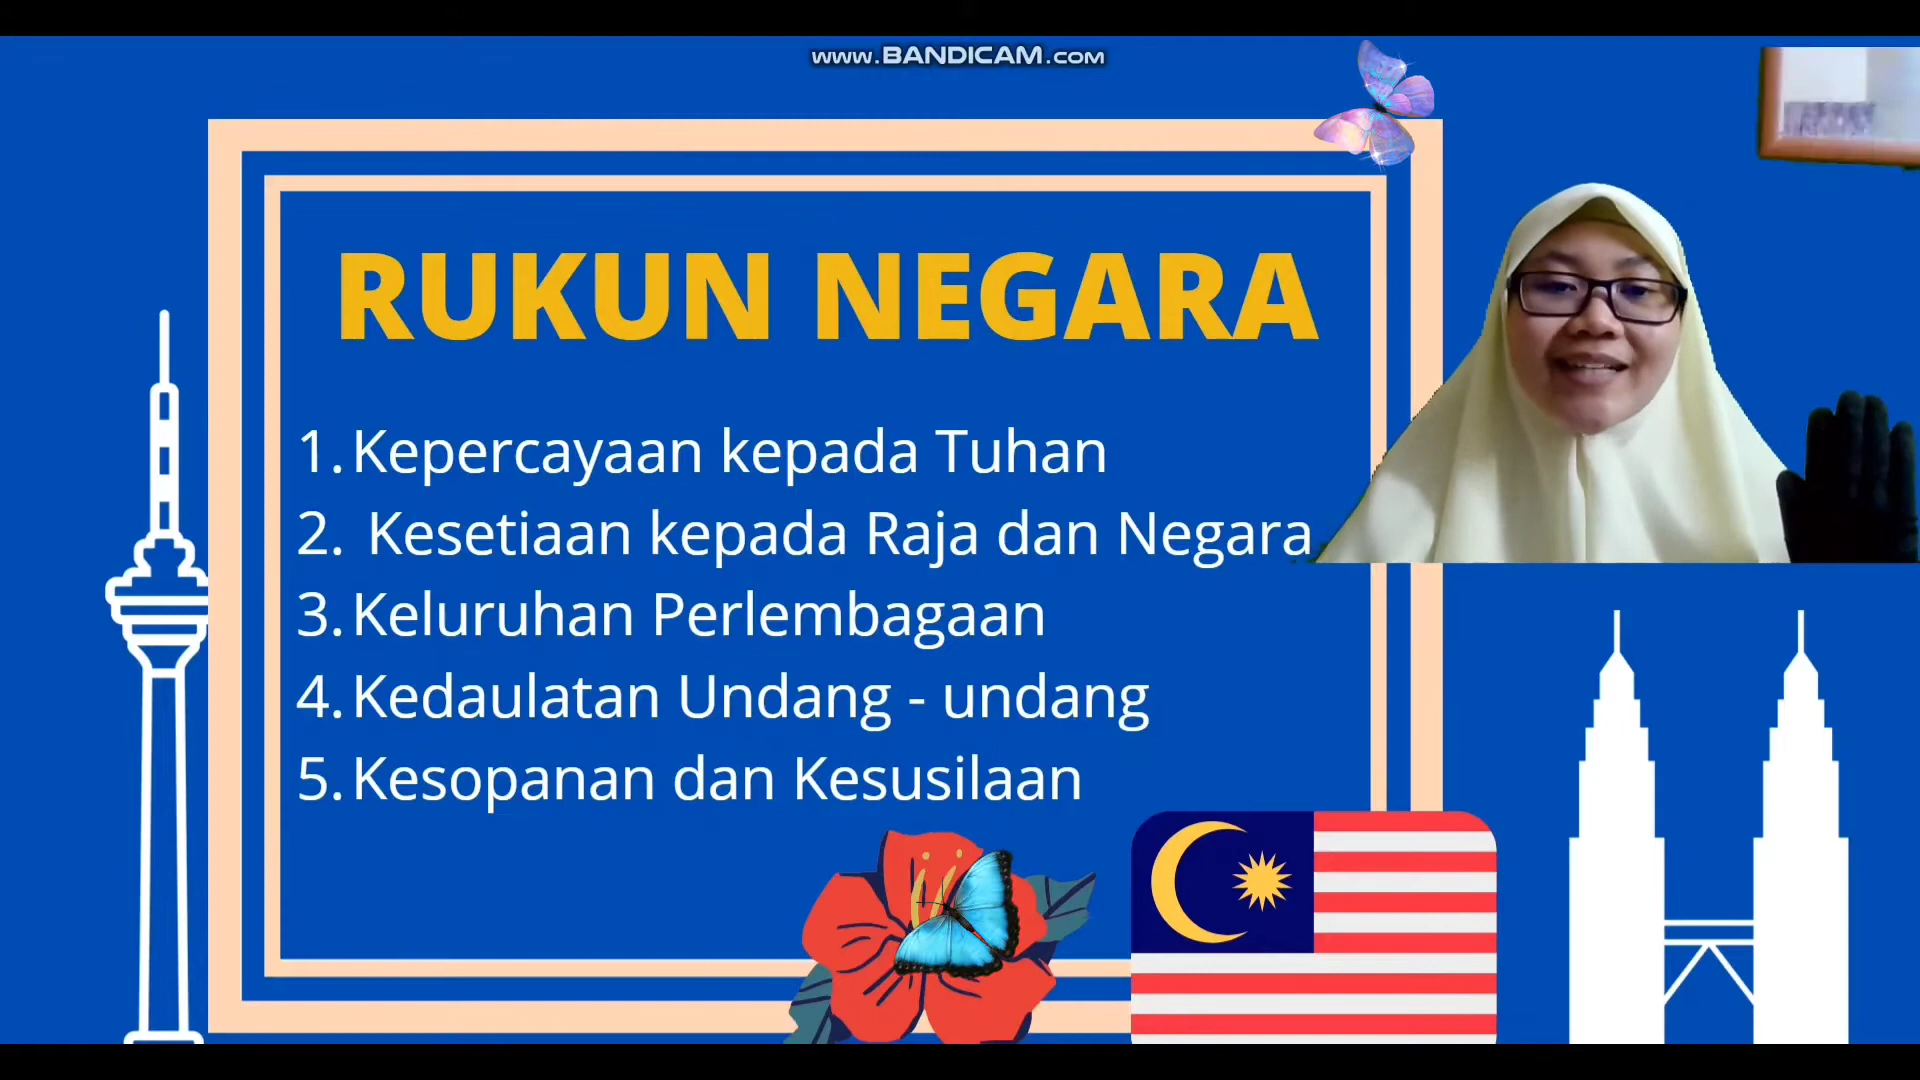 www.BANDICAM.com
RUKUN NEGARA
1. Kepercayaan kepada Tuhan
2. Kesetiaan kepada Raja dan Negara
3. Keluruhan Perlembagaan
4. Kedaulatan Undang - undang
5. Kesopanan dan Kesusilaan